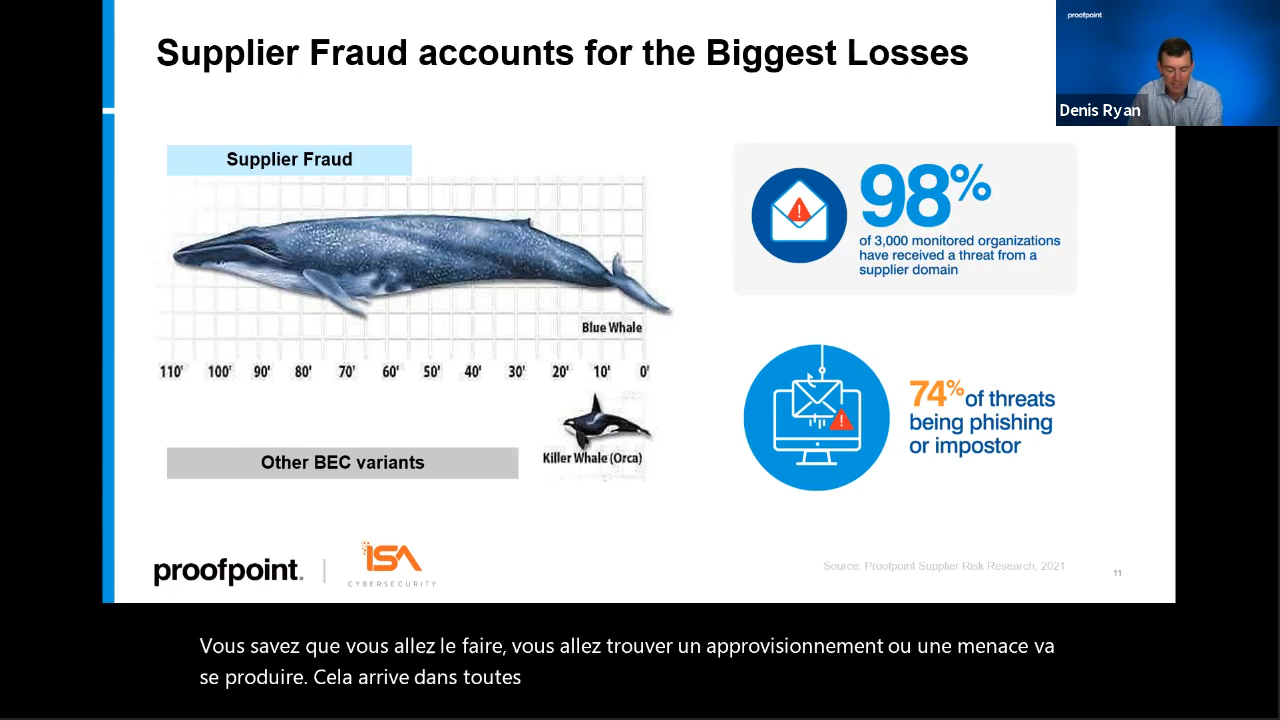 Supplier Fraud accounts for the Biggest Losses
proofpoint.
Denis Ryan
Supplier Fraud
Blue Whale
110' 100' 90' 80' 70' 60' 50' 40' 30' 20' 10' 0'
Killer Whale (Orca)
Other BEC variants
98%
of 3,000 monitored organizations
have received a threat from a
supplier domain
74% of threats
being phishing
or impostor
proofpoint.
ISA
CYBERSECURITY
Source: Proofpoint Supplier Risk Research, 2021
11
Vous savez que vous allez le faire, vous allez trouver un approvisionnement ou une menace va
se produire. Cela arrive dans toutes